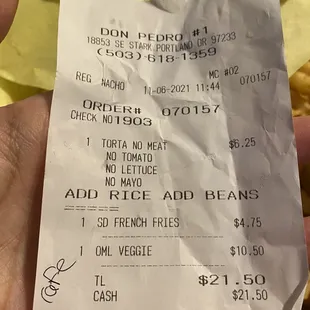 DON PEDRO #1
18853 SE STARK PORTLAND OR 97233
(503)-618-1359
MC #02
REG NACHO 11-06-2021 11:44 070157
ORDER# 070157
CHECK NO1903
1 TORTA NO MEAT $6.25
NO TOMATO
NO LETTUCE
NO MAYO
ADD RICE ADD BEANS
======
1 SD FRENCH FRIES $4.75
1 OML VEGGIE $10.50
TL $21.50
CASH $21.50